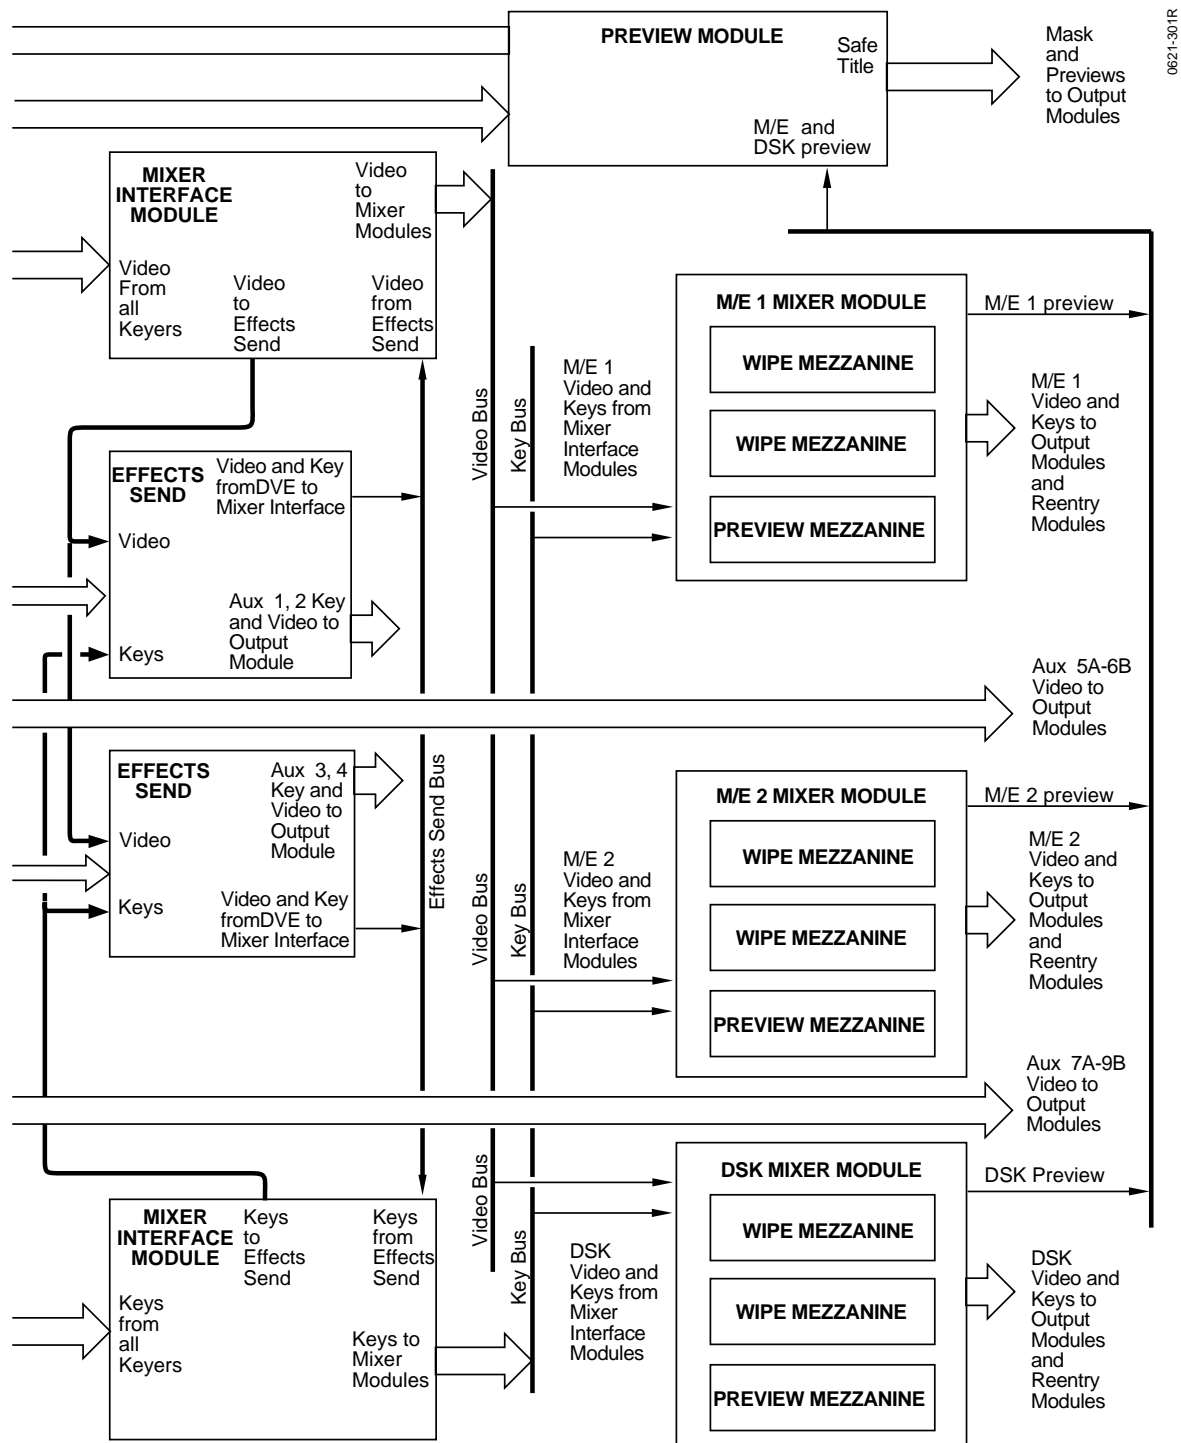 0621-301R
PREVIEW MODULE
Safe
Title
M/E and
DSK preview
Mask
and
Previews
to Output
Modules
MIXER
INTERFACE
MODULE
Video
to
Mixer
Modules
Video
From
all
Keyers
Video
to
Effects
Send
Video
from
Effects
Send
EFFECTS
SEND
Video and Key
fromDVE to
Mixer Interface
Video
Aux 1, 2 Key
and Video to
Output
Module
Keys
Video Bus
Key Bus
M/E 1
Video and
Keys from
Mixer
Interface
Modules
M/E 1 MIXER MODULE
WIPE MEZZANINE
WIPE MEZZANINE
PREVIEW MEZZANINE
M/E 1 preview
M/E 1
Video and
Keys to
Output
Modules
and
Reentry
Modules
Aux 5A-6B
Video to
Output
Modules
EFFECTS
SEND
Aux 3, 4
Key and
Video to
Output
Module
Video
Keys
Video and Key
fromDVE to
Mixer Interface
Effects Send Bus
Video Bus
Key Bus
M/E 2
Video and
Keys from
Mixer
Interface
Modules
M/E 2 MIXER MODULE
WIPE MEZZANINE
WIPE MEZZANINE
PREVIEW MEZZANINE
M/E 2 preview
M/E 2
Video and
Keys to
Output
Modules
and
Reentry
Modules
Aux 7A-9B
Video to
Output
Modules
MIXER
INTERFACE
MODULE
Keys
to
Effects
Send
Keys
from
Effects
Send
Keys
from
all
Keyers
Keys to
Mixer
Modules
Video Bus
Key Bus
DSK
Video and
Keys from
Mixer
Interface
Modules
DSK MIXER MODULE
WIPE MEZZANINE
WIPE MEZZANINE
PREVIEW MEZZANINE
DSK Preview
DSK
Video and
Keys to
Output
Modules
and
Reentry
Modules